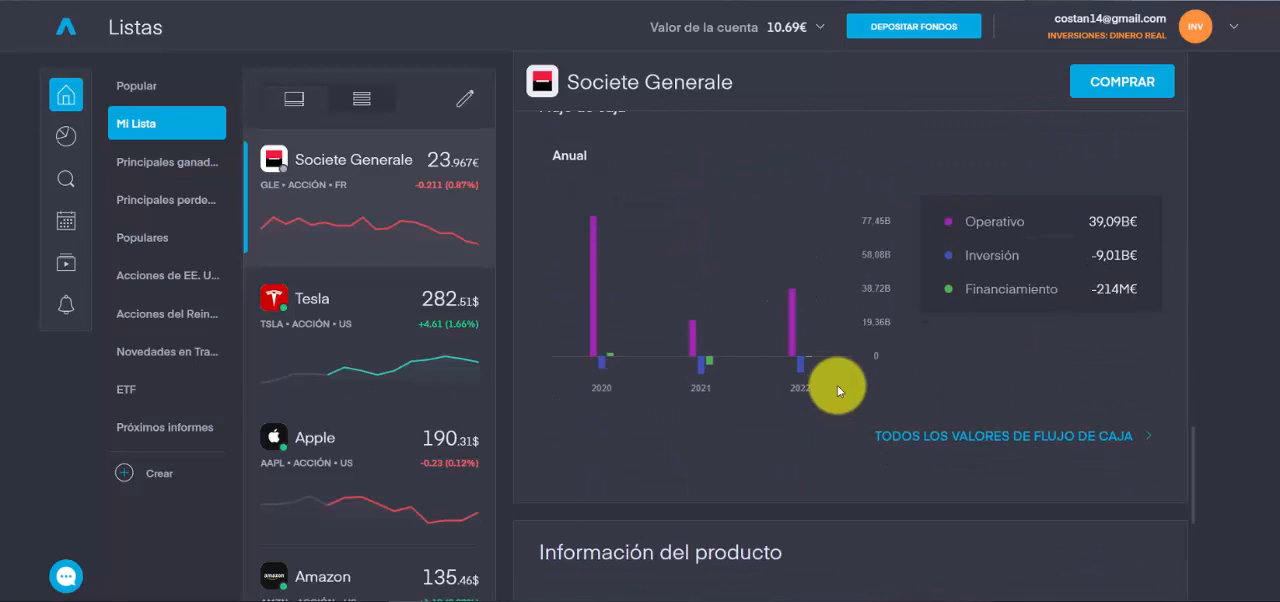 Listas
Valor de la cuenta 10.69€
DEPOSITAR FONDOS
costan14@gmail.com
INVERSIONES: DINERO REAL
INV
Popular
Mi Lista
Principales ganad...
Principales perde...
Populares
Acciones de EE. U...
Acciones del Rein...
Novedades en Tra...
ETF
Próximos informes
Crear
Societe Generale 23.967€
GLE • ACCIÓN • FR -0.211 (0.87%)
Tesla 282.51$
TSLA • ACCIÓN • US +4.61 (1.66%)
Apple 190.31$
AAPL • ACCIÓN • US -0.23 (0.12%)
amazon
Amazon 135.46$
Societe Generale
COMPRAR
Anual
77,45B
58,08B
38,72B
19,36B
0
2020 2021 2022
Operativo 39,09B€
Inversión -9,01B€
Financiamiento -214M€
TODOS LOS VALORES DE FLUJO DE CAJA
Información del producto